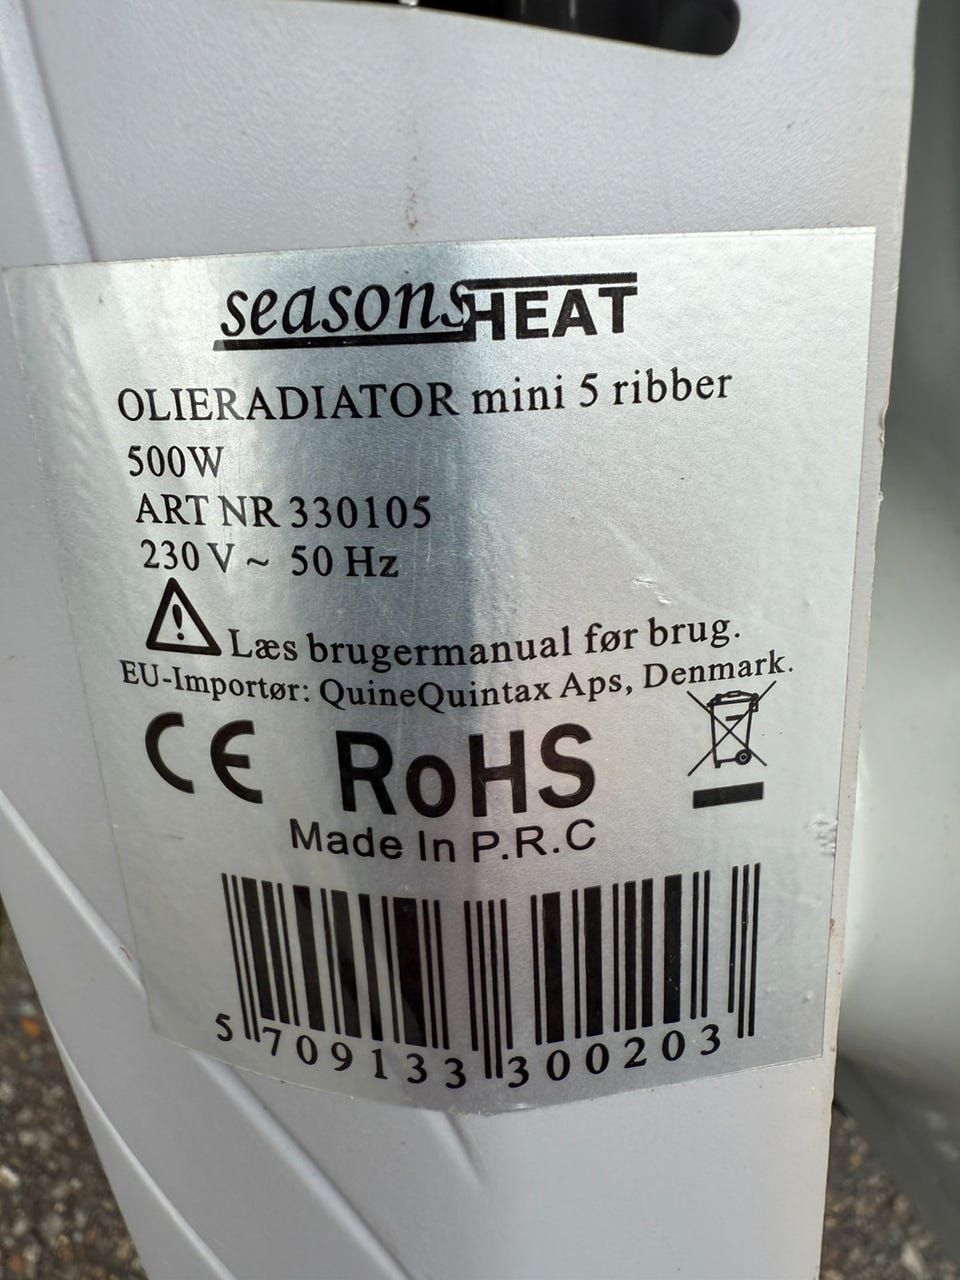 seasonsHEAT
OLIERADIATOR mini 5 ribber
500W
ART NR 330105
230 V ~ 50 Hz
Læs brugermanual før brug.
EU-Importør: QuineQuintax Aps, Denmark.
CE RoHS
Made In P.R.C
5 709133 300203